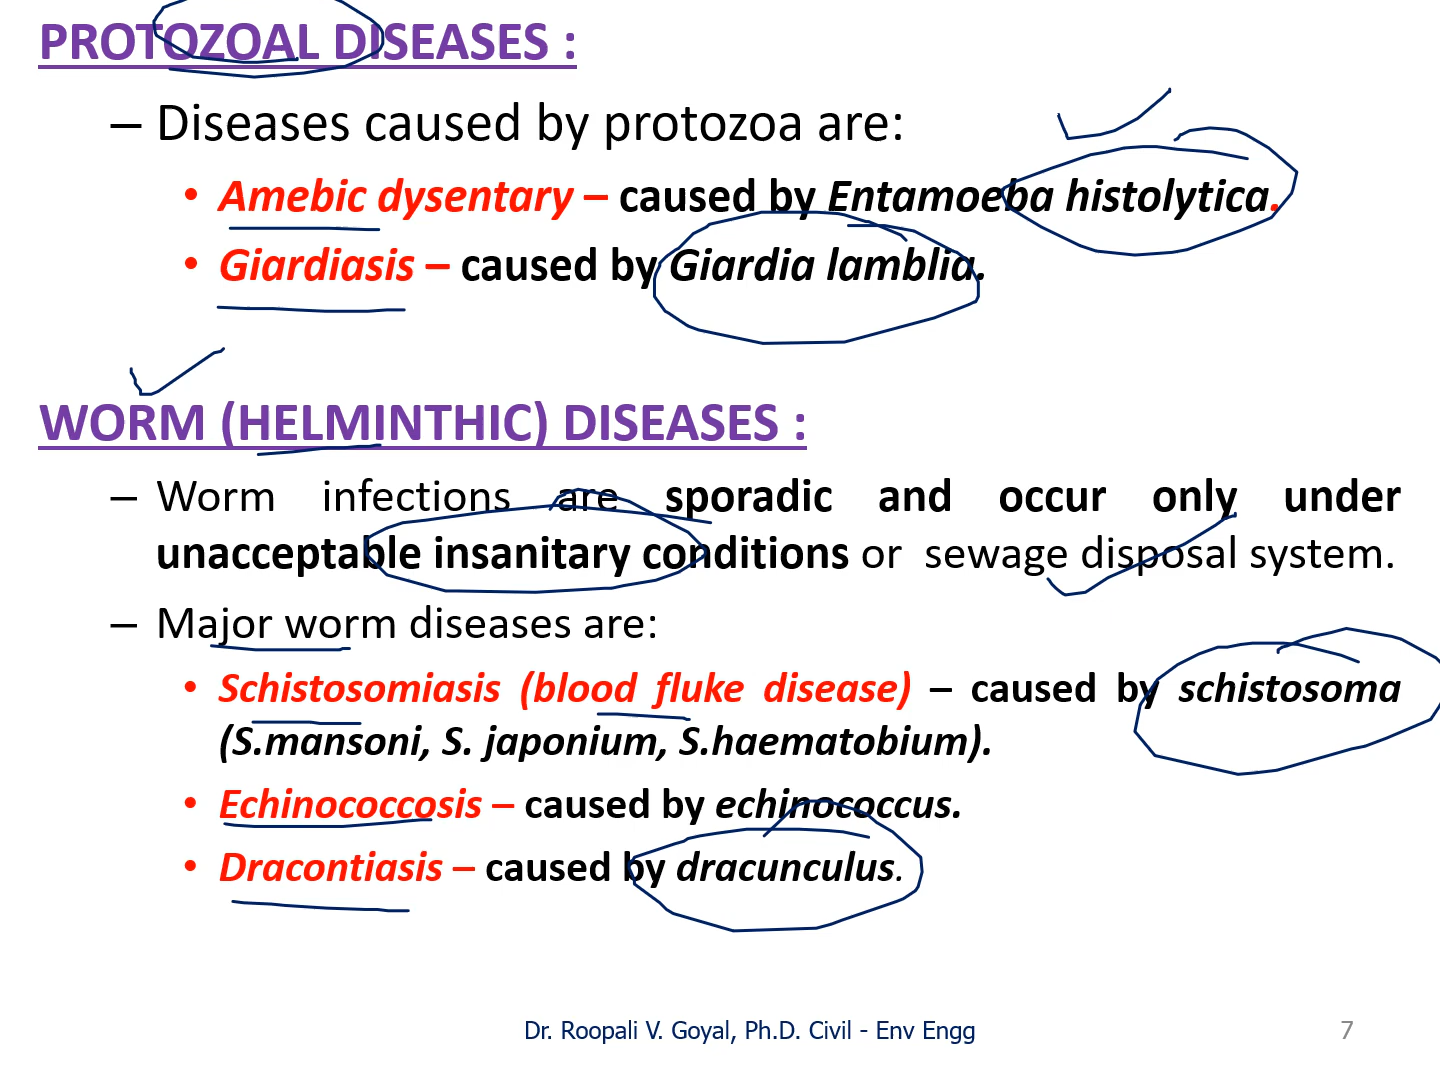 PROTOZOAL DISEASES :
– Diseases caused by protozoa are:
• Amebic dysentary – caused by Entamoeba histolytica.
• Giardiasis – caused by Giardia lamblia.
WORM (HELMINTHIC) DISEASES :
– Worm infections are sporadic and occur only under
unacceptable insanitary conditions or sewage disposal system.
– Major worm diseases are:
• Schistosomiasis (blood fluke disease) – caused by schistosoma
(S.mansoni, S. japonium, S.haematobium).
• Echinococcosis – caused by echinococcus.
• Dracontiasis – caused by dracunculus.
Dr. Roopali V. Goyal, Ph.D. Civil - Env Engg
7